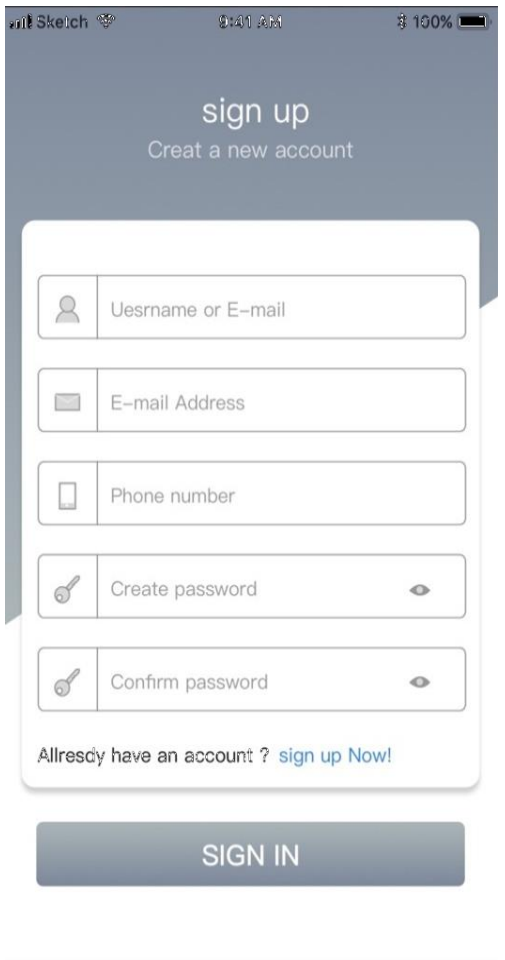 Sketch 9:41 AM 100%
sign up
Creat a new account
Uesrname or E-mail
E-mail Address
Phone number
Create password
Confirm password
Allresdy have an account ? sign up Now!
SIGN IN